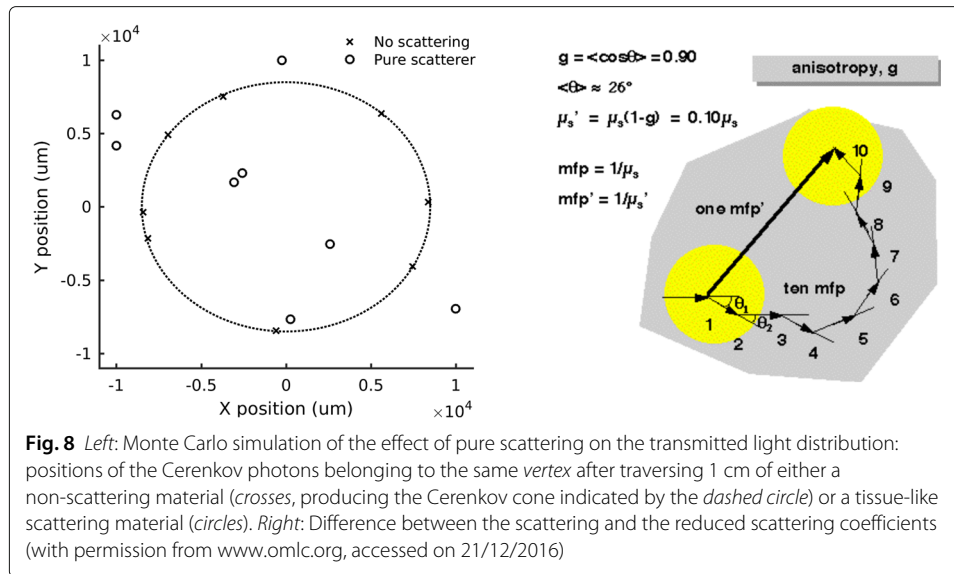 ×10⁴
× No scattering
o Pure scatterer
1
0.5
0
-0.5
-1
Y position (um)
-1
-0.5
0
0.5
1
X position (um)
×10⁴
g = <cosθ> = 0.90
<θ> ≈ 26°
μs' = μs(1-g) = 0.10μs
mfp = 1/μs
mfp' = 1/μs'
anisotropy, g
one mfp'
ten mfp
θ1
θ2
1
2
3
4
5
6
7
8
9
10
Fig. 8 Left: Monte Carlo simulation of the effect of pure scattering on the transmitted light distribution:
positions of the Cerenkov photons belonging to the same vertex after traversing 1 cm of either a
non-scattering material (crosses, producing the Cerenkov cone indicated by the dashed circle) or a tissue-like
scattering material (circles). Right: Difference between the scattering and the reduced scattering coefficients
(with permission from www.omlc.org, accessed on 21/12/2016)